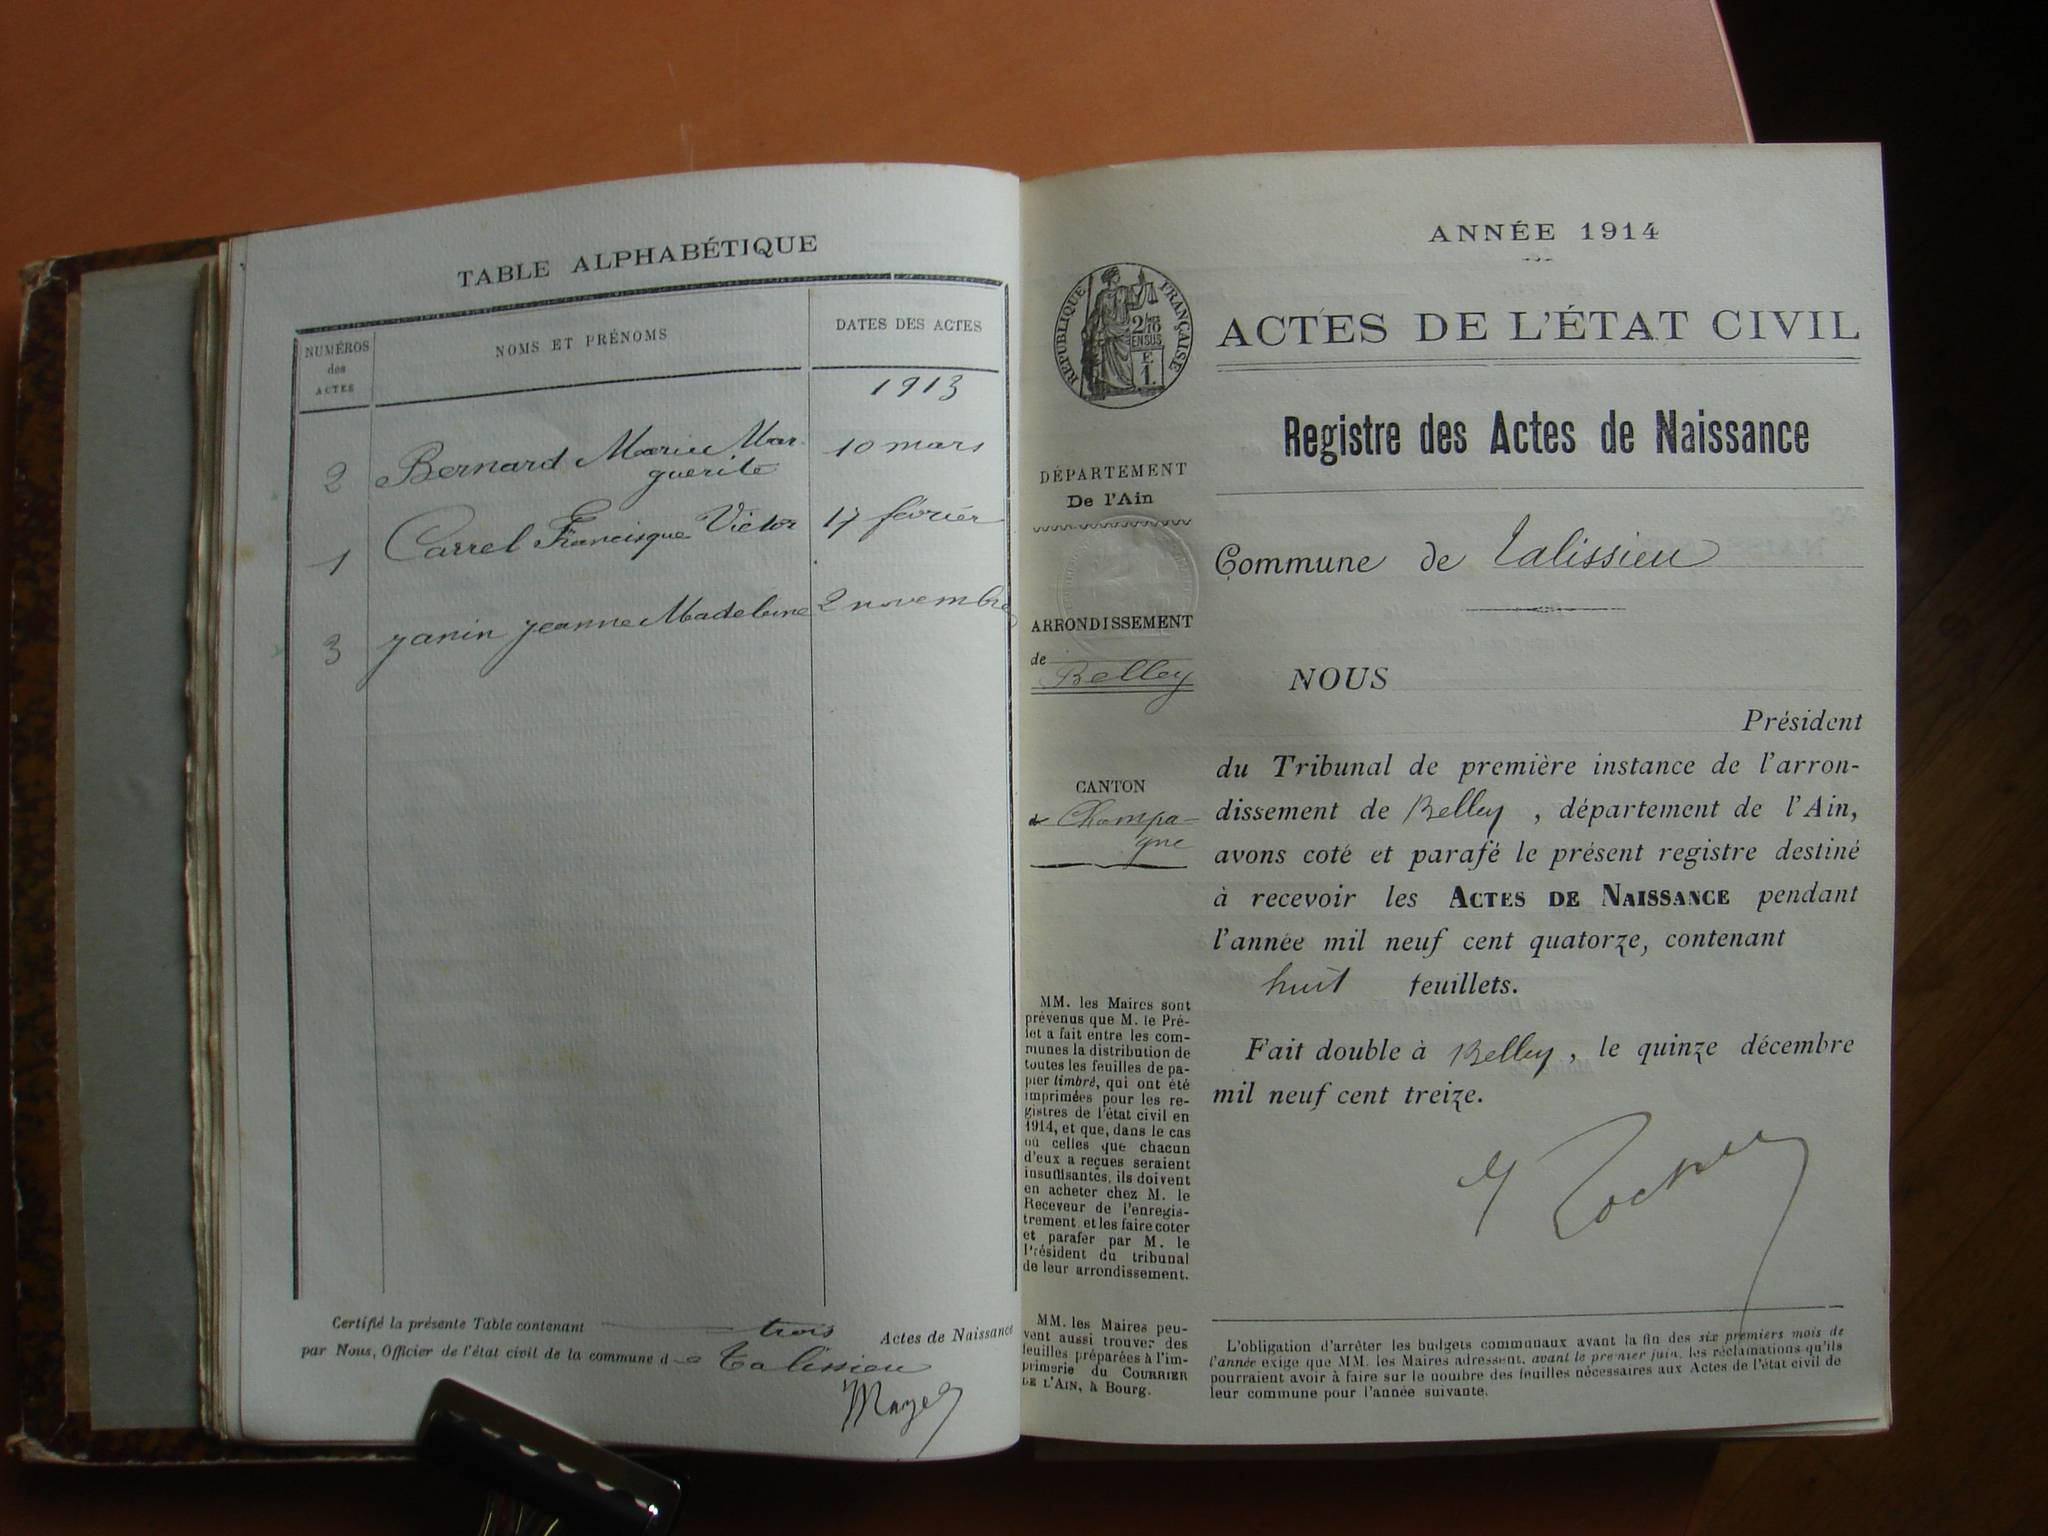 TABLE ALPHABÉTIQUE
NUMÉROS
des
ACTES
NOMS ET PRÉNOMS
DATES DES ACTES
1913
2 Bernard Marie Mar- 10 mars
guerite
1 Carrel Francisque Victor 17 février
3 Janin Jeanne Madeleine 2 novembre
Certifié la présente Table contenant trois Actes de Naissance
par Nous, Officier de l'état civil de la commune de Talissieu
ANNÉE 1914
RÉPUBLIQUE FRANÇAISE
2/10
EN SUS
E
1.
ACTES DE L'ÉTAT CIVIL
Registre des Actes de Naissance
DÉPARTEMENT
De l'Ain
ARRONDISSEMENT
de
Belley
CANTON
de Champa-
gne
MM. les Maires sont
prévenus que M. le Pré-
fet a fait entre les com-
munes la distribution de
toutes les feuilles de pa-
pier timbré, qui ont été
imprimées pour les re-
gistres de l'état civil en
1914, et que, dans le cas
où celles que chacun
d'eux a reçues seraient
insuffisantes, ils doivent
en acheter chez M. le
Receveur de l'enregis-
trement et les faire coter
et parafer par M. le
Président du tribunal
de leur arrondissement.
MM. les Maires peu-
vent aussi trouver des
feuilles préparées à l'im-
primerie du COURRIER
DE L'AIN, à Bourg.
Commune de Talissieu
NOUS
Président
du Tribunal de première instance de l'arron-
dissement de Belley, département de l'Ain,
avons coté et parafé le présent registre destiné
à recevoir les ACTES DE NAISSANCE pendant
l'année mil neuf cent quatorze, contenant
huit feuillets.
Fait double à Belley, le quinze décembre
mil neuf cent treize.
L'obligation d'arrêter les budgets communaux avant la fin des six premiers mois de
l'année exige que MM. les Maires adressent, avant le premier juin, les réclamations qu'ils
pourraient avoir à faire sur le nombre des feuilles nécessaires aux Actes de l'état civil de
leur commune pour l'année suivante.